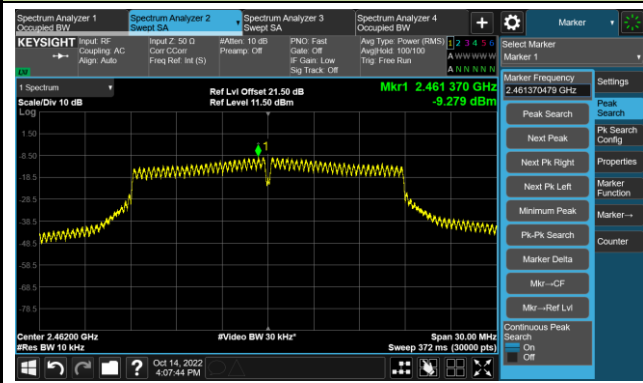 Spectrum Analyzer 1
Occupied BW
Spectrum Analyzer 2
Swept SA
Spectrum Analyzer 3
Swept SA
Spectrum Analyzer 4
Occupied BW
+
Marker
KEYSIGHT
Input: RF
Coupling: AC
Align: Auto
Input Z: 50 Ω
Corr CCorr
Freq Ref: Int (S)
#Atten: 10 dB
Preamp: Off
PNO: Fast
Gate: Off
IF Gain: Low
Sig Track: Off
Avg Type: Power (RMS)
Avg|Hold: 100/100
Trig: Free Run
1 2 3 4 5 6
A W W W W W
A N N N N N
LXI
Select Marker
Marker 1
1 Spectrum
Scale/Div 10 dB
Log
Ref Lvl Offset 21.50 dB
Ref Level 11.50 dBm
Mkr1 2.461 370 GHz
-9.279 dBm
1.50
-8.50
-18.5
-28.5
-38.5
-48.5
-58.5
-78.5
1
Center 2.46200 GHz
#Res BW 10 kHz
#Video BW 30 kHz*
Span 30.00 MHz
Sweep 372 ms (30000 pts)
Marker Frequency
2.461370479 GHz
Peak Search
Next Peak
Next Pk Right
Next Pk Left
Minimum Peak
Pk-Pk Search
Marker Delta
Mkr→CF
Mkr→Ref Lvl
Continuous Peak
Search
On
Off
Settings
Peak
Search
Pk Search
Config
Properties
Marker
Function
Marker→
Counter
?
Oct 14, 2022
4:07:44 PM